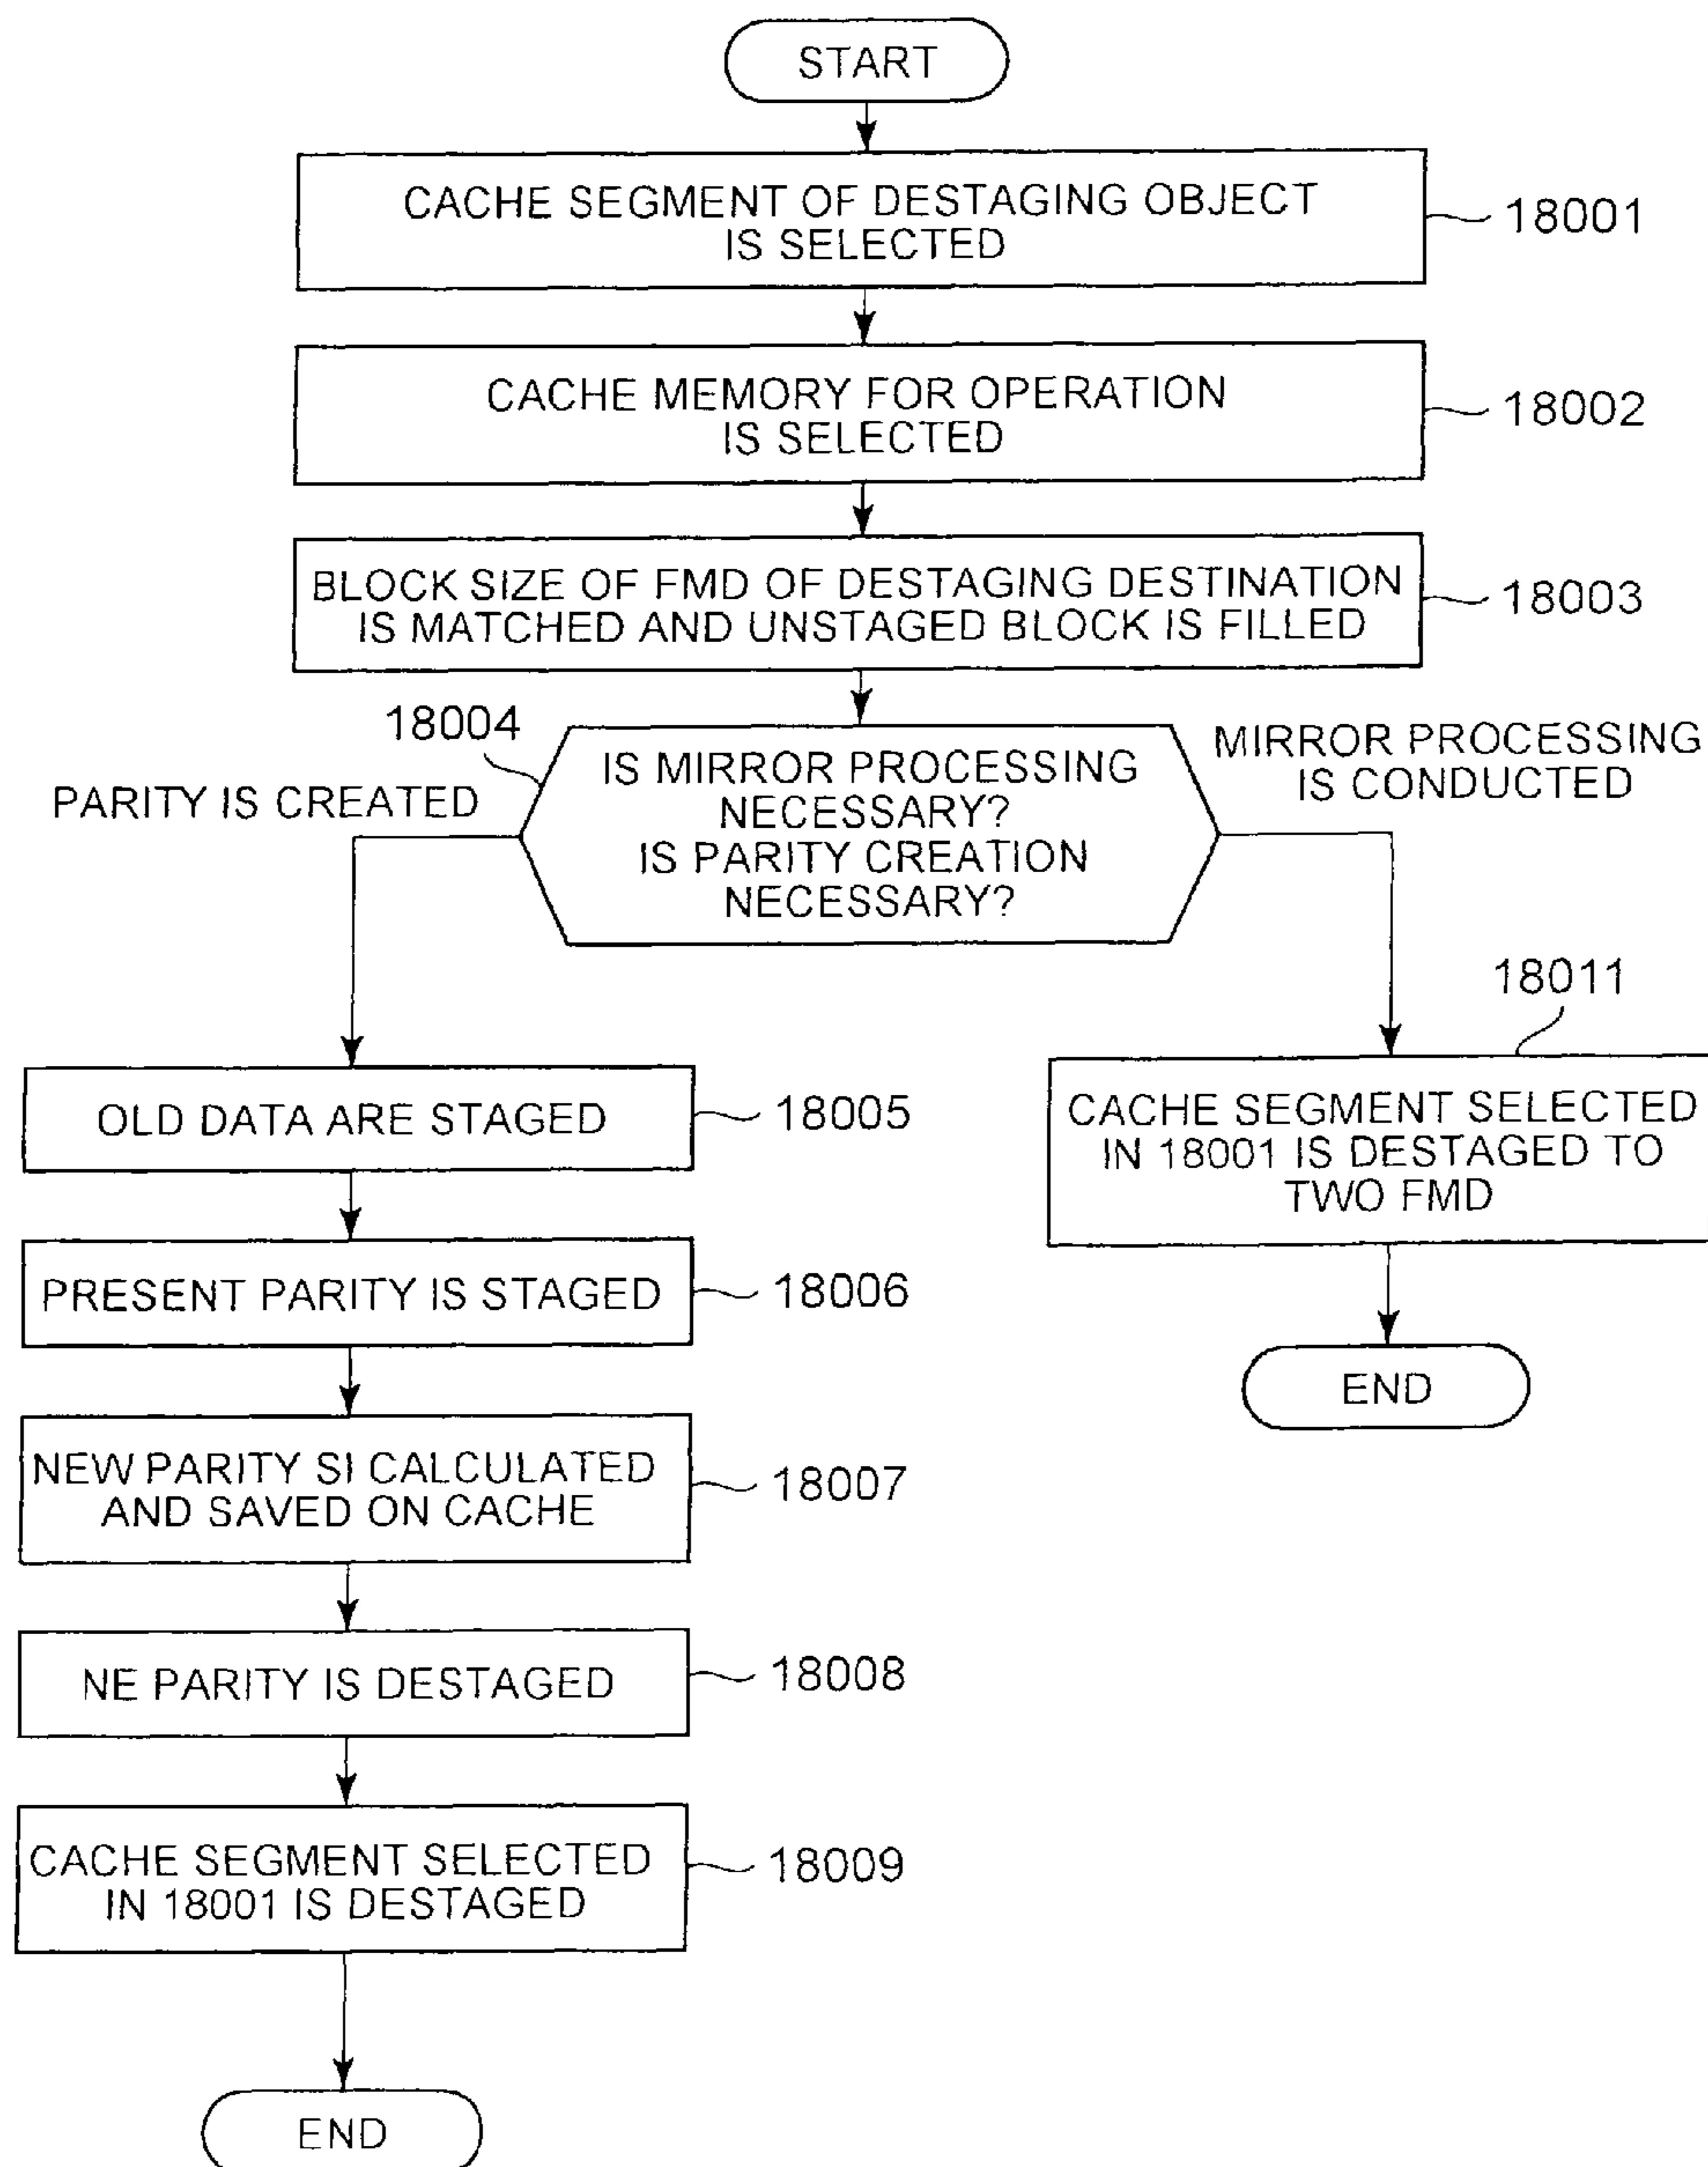 START
CACHE SEGMENT OF DESTAGING OBJECT
IS SELECTED
18001
CACHE MEMORY FOR OPERATION
IS SELECTED
18002
BLOCK SIZE OF FMD OF DESTAGING DESTINATION
IS MATCHED AND UNSTAGED BLOCK IS FILLED
18003
18004
IS MIRROR PROCESSING
NECESSARY?
IS PARITY CREATION
NECESSARY?
PARITY IS CREATED
MIRROR PROCESSING
IS CONDUCTED
OLD DATA ARE STAGED
18005
PRESENT PARITY IS STAGED
18006
NEW PARITY SI CALCULATED
AND SAVED ON CACHE
18007
NE PARITY IS DESTAGED
18008
CACHE SEGMENT SELECTED
IN 18001 IS DESTAGED
18009
END
18011
CACHE SEGMENT SELECTED
IN 18001 IS DESTAGED TO
TWO FMD
END